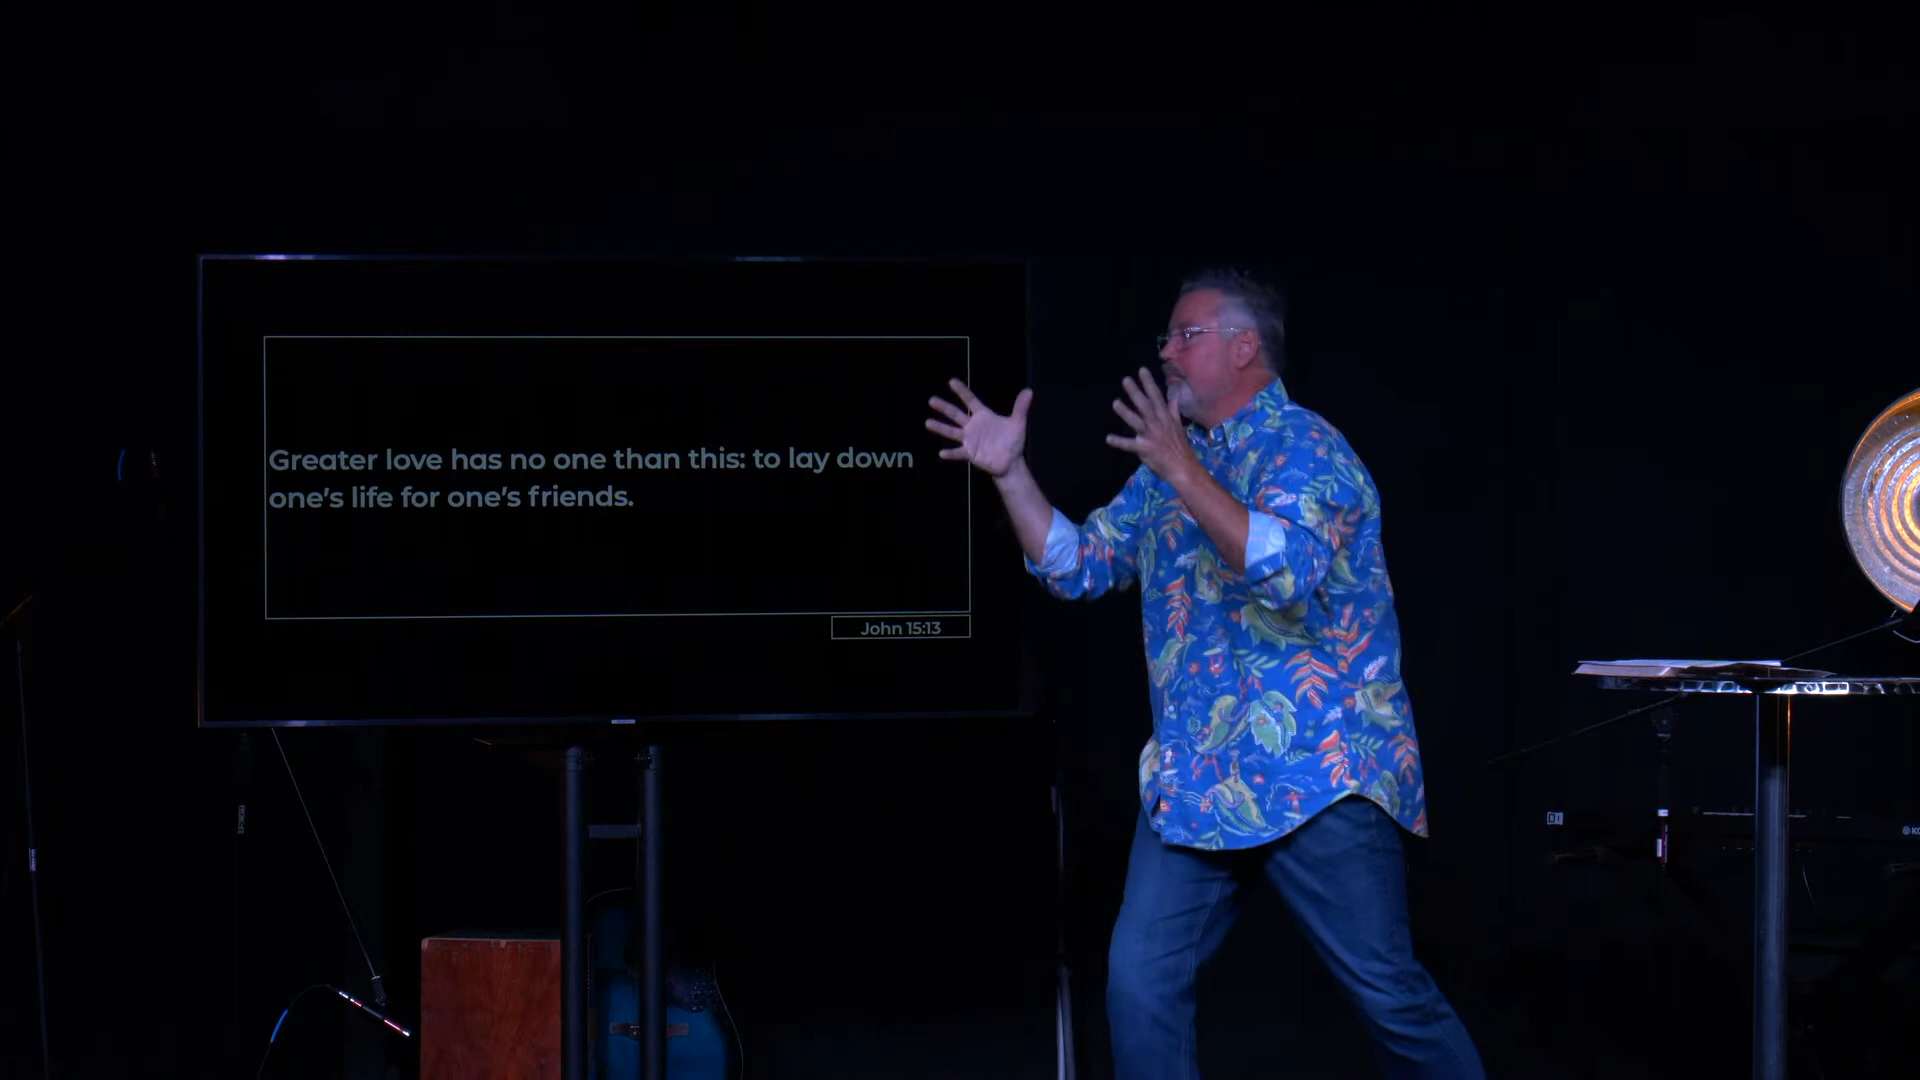 Greater love has no one than this: to lay down
one's life for one's friends.
John 15:13